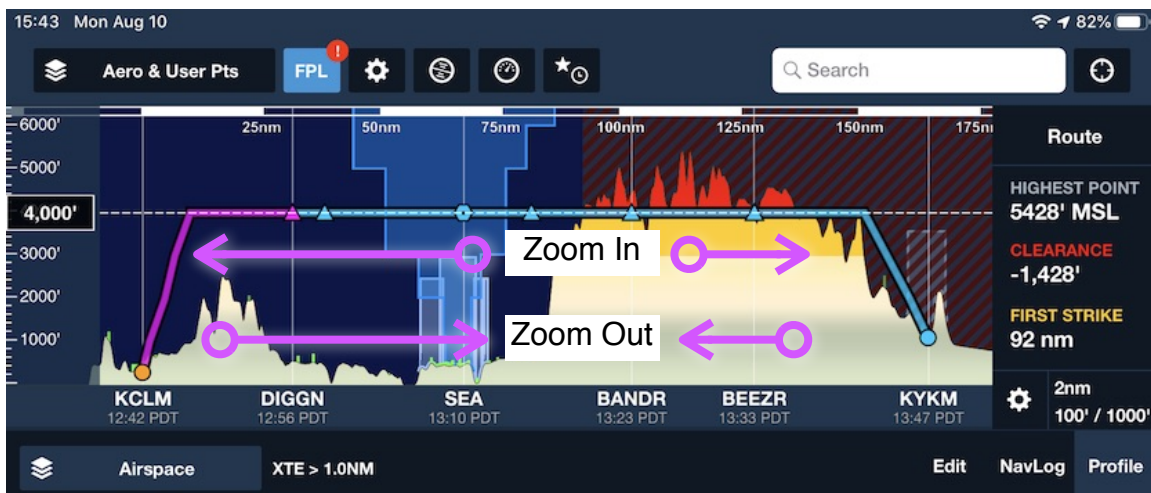 15:43 Mon Aug 10
82%
Aero & User Pts
FPL
!
Search
6000'
5000'
4,000'
3000'
2000'
1000'
25nm 50nm 75nm 100nm 125nm 150nm 175n
Zoom In
Zoom Out
Route
HIGHEST POINT
5428' MSL
CLEARANCE
-1,428'
FIRST STRIKE
92 nm
KCLM DIGGN SEA BANDR BEEZR KYKM
12:42 PDT 12:56 PDT 13:10 PDT 13:23 PDT 13:33 PDT 13:47 PDT
2nm
100' / 1000'
Airspace XTE > 1.0NM Edit NavLog Profile